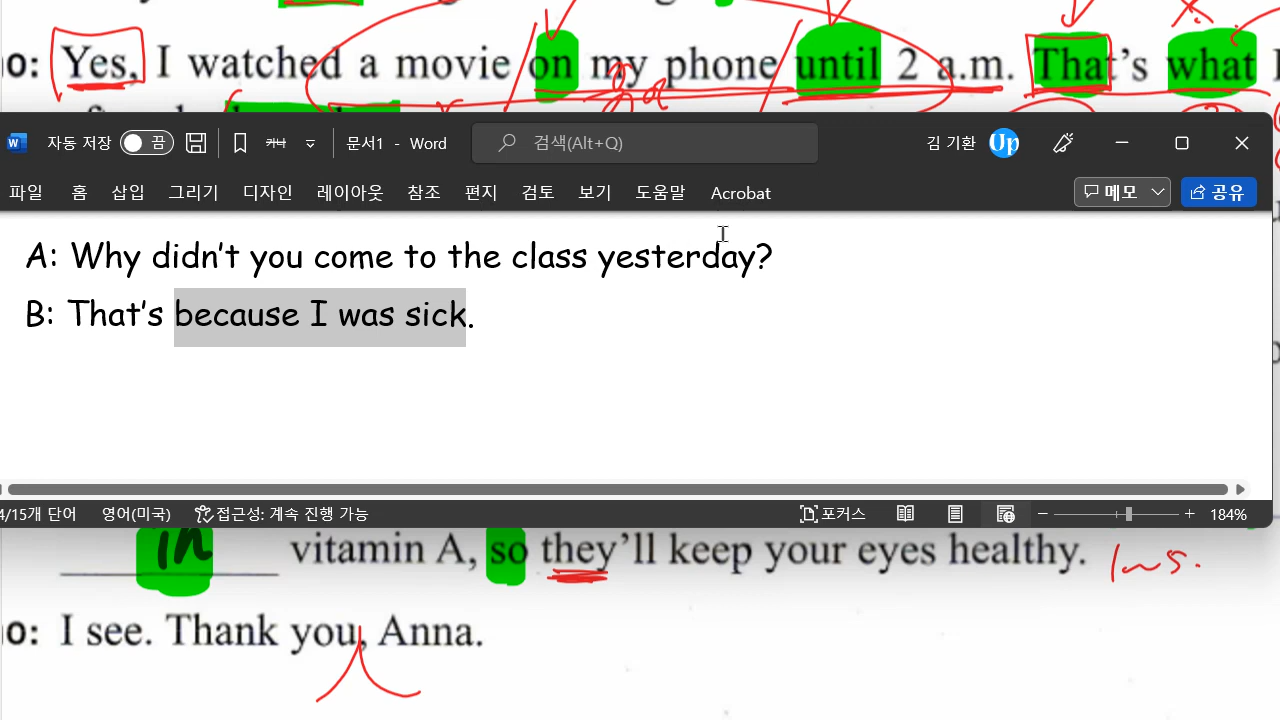 no: Yes, I watched a movie on my phone until 2 a.m. That's what I
자동 저장 끔 가나 문서1 - Word 검색(Alt+Q) 김 기환 Up
파일 홈 삽입 그리기 디자인 레이아웃 참조 편지 검토 보기 도움말 Acrobat 메모 공유
A: Why didn't you come to the class yesterday?
B: That's because I was sick.
4/15개 단어 영어(미국) 접근성: 계속 진행 가능 포커스 184%
in vitamin A, so they'll keep your eyes healthy.
no: I see. Thank you, Anna.